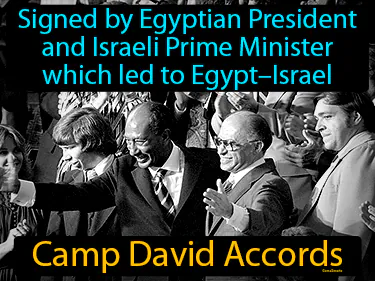 Signed by Egyptian President
and Israeli Prime Minister
which led to Egypt–Israel
Camp David Accords